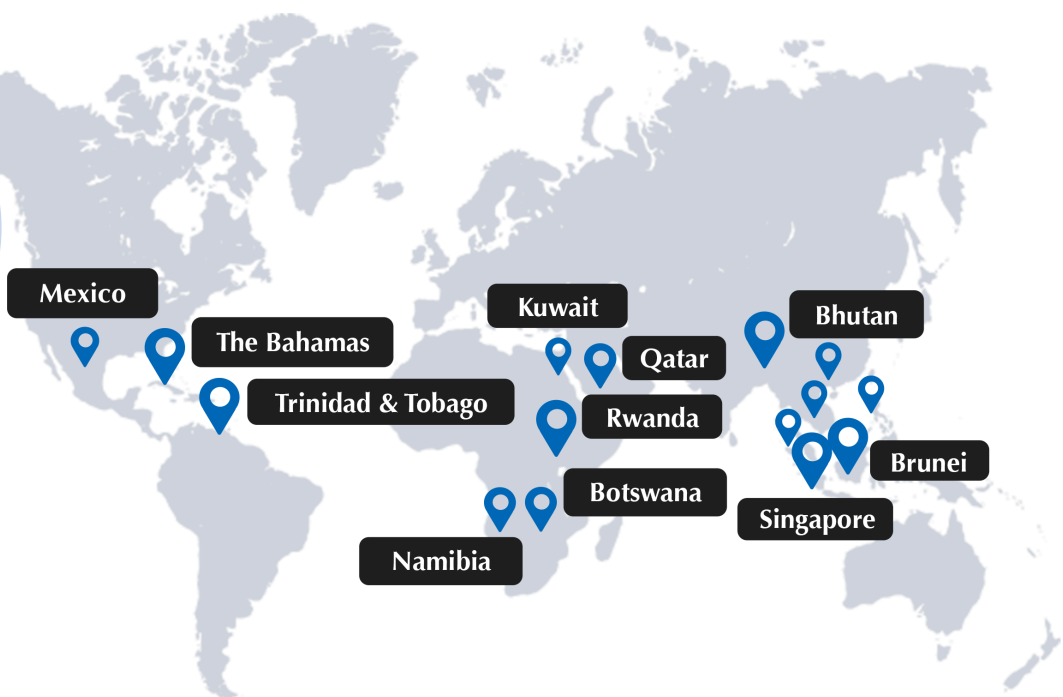 Mexico
The Bahamas
Trinidad & Tobago
Kuwait
Qatar
Rwanda
Botswana
Namibia
Bhutan
Brunei
Singapore